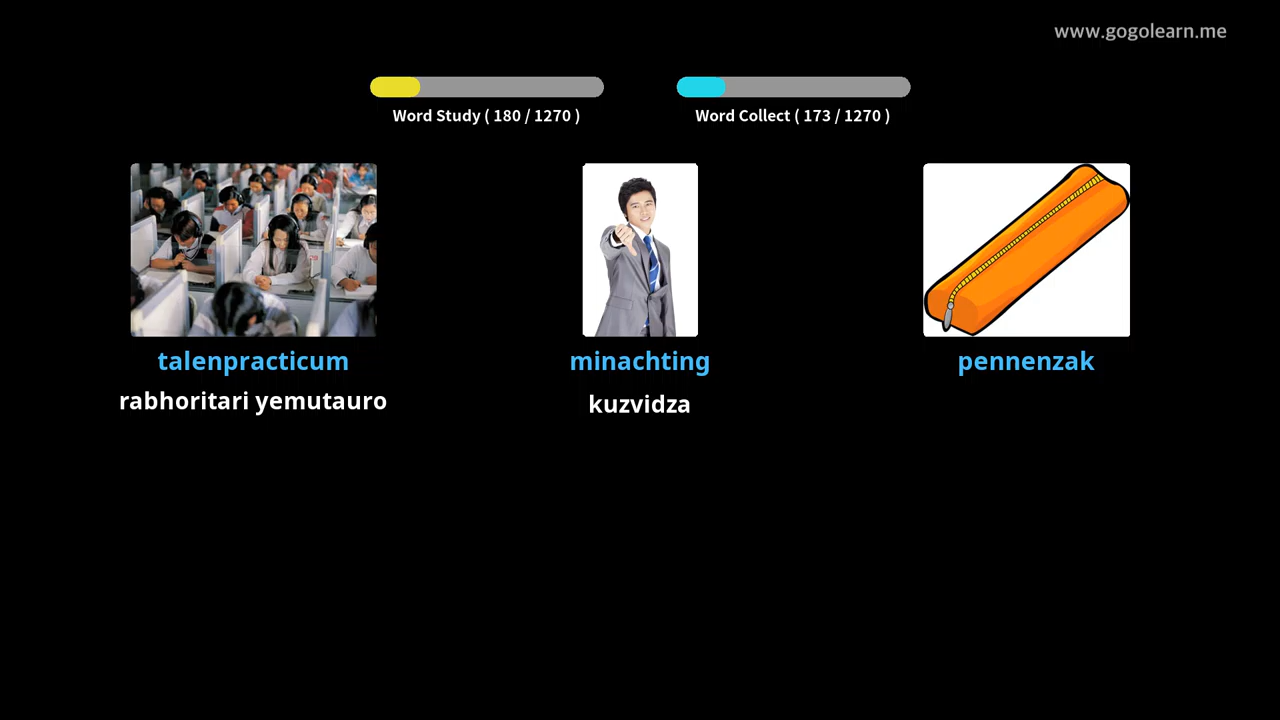 www.gogolearn.me
Word Study ( 180 / 1270 )
Word Collect ( 173 / 1270 )
talenpracticum
rabhoritari yemutauro
minachting
kuzvidza
pennenzak